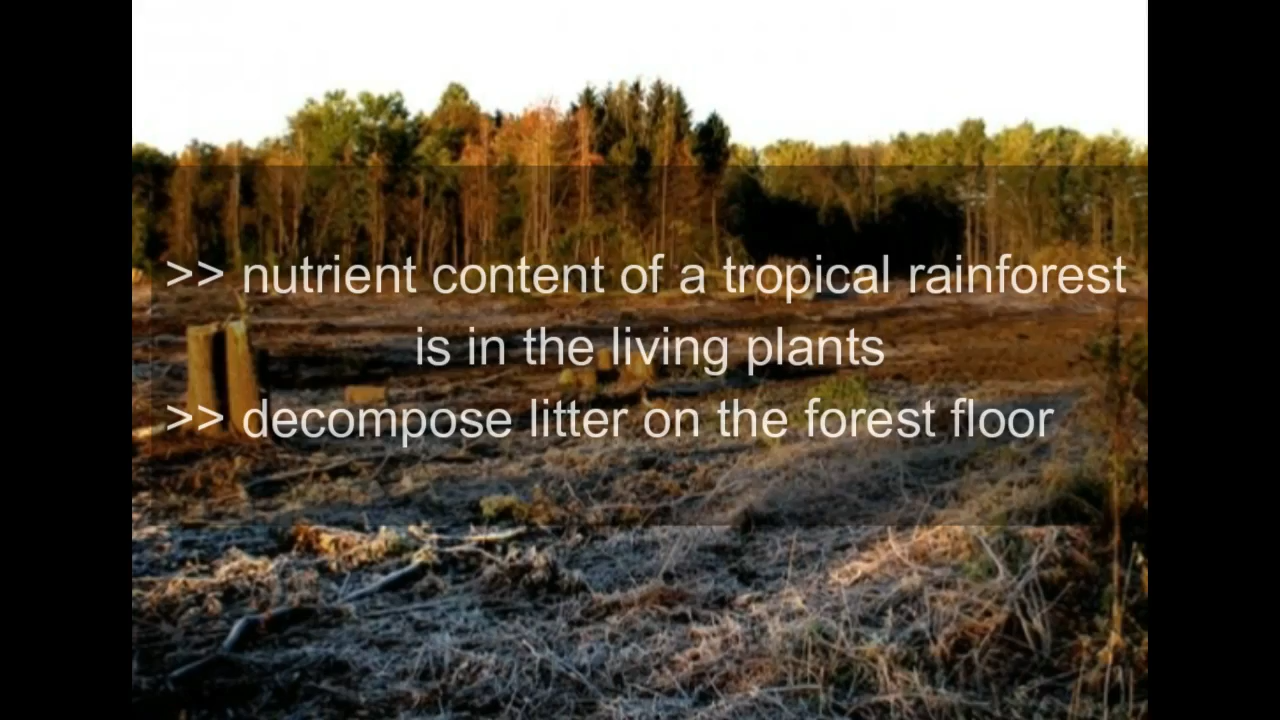 >> nutrient content of a tropical rainforest
is in the living plants
>> decompose litter on the forest floor